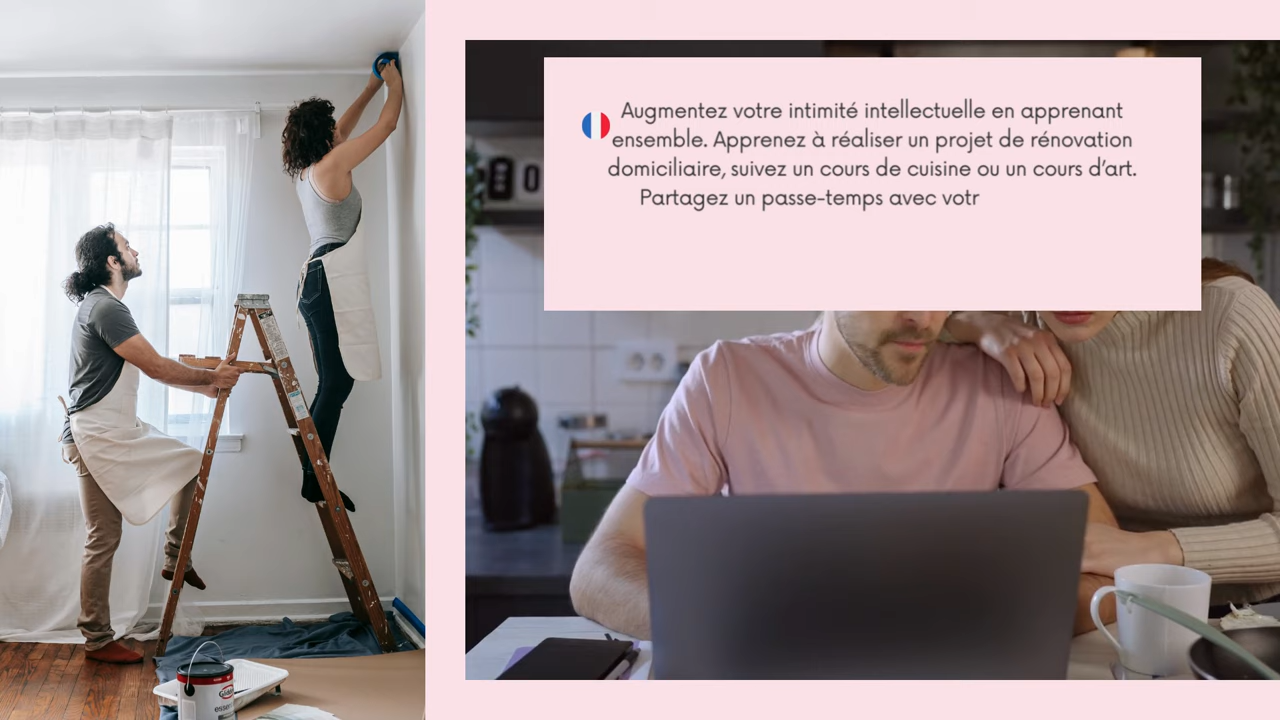 Augmentez votre intimité intellectuelle en apprenant
ensemble. Apprenez à réaliser un projet de rénovation
domiciliaire, suivez un cours de cuisine ou un cours d'art.
Partagez un passe-temps avec votr